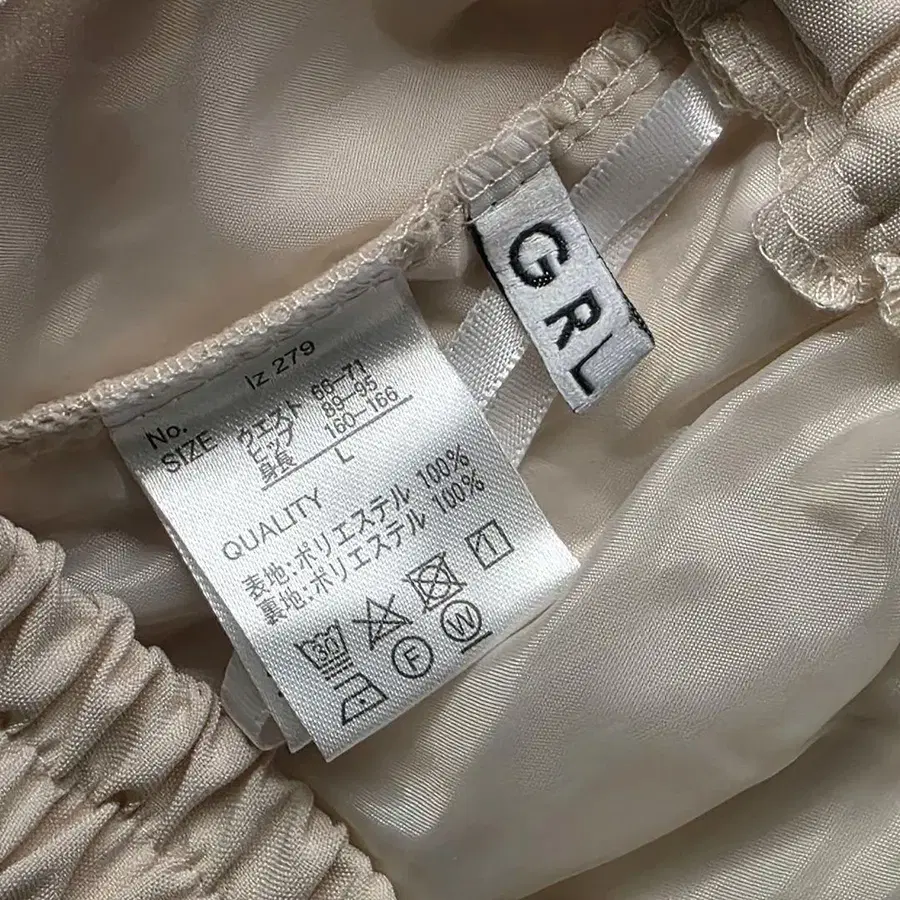 GRL
No. lz 279
SIZE ウェスト 66-71
ヒップ 89-95
身長 160-166
L
QUALITY
表地:ポリエステル 100%
裏地:ポリエステル 100%
30
F W